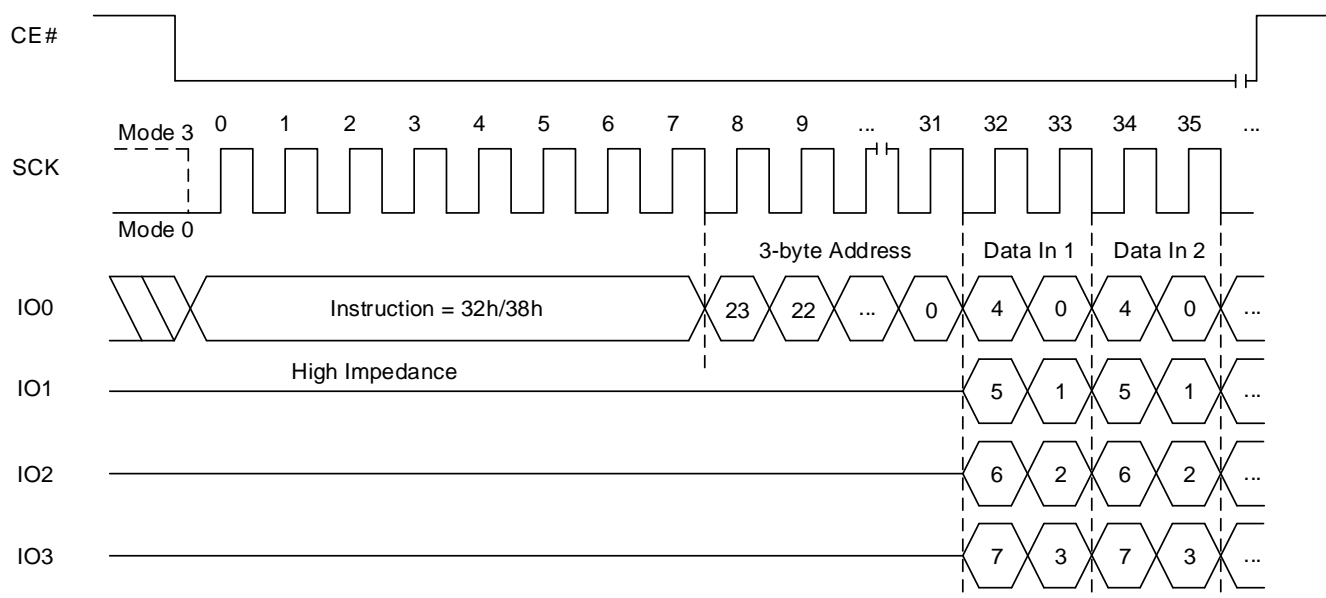 CE#
Mode 3 0 1 2 3 4 5 6 7 8 9 ... 31 32 33 34 35 ...
SCK
Mode 0
3-byte Address Data In 1 Data In 2
IO0 Instruction = 32h/38h 23 22 ... 0 4 0 4 0 ...
High Impedance
IO1 5 1 5 1 ...
IO2 6 2 6 2 ...
IO3 7 3 7 3 ...